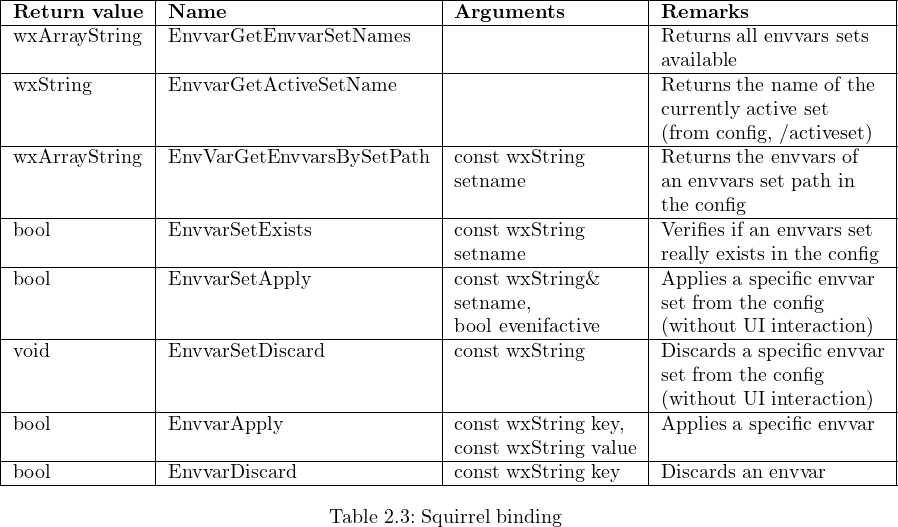 Return value Name Arguments Remarks
wxArrayString EnvvarGetEnvvarSetNames Returns all envvars sets
available
wxString EnvvarGetActiveSetName Returns the name of the
currently active set
(from config, /activeset)
wxArrayString EnvVarGetEnvvarsBySetPath const wxString Returns the envvars of
setname an envvars set path in
the config
bool EnvvarSetExists const wxString Verifies if an envvars set
setname really exists in the config
bool EnvvarSetApply const wxString& Applies a specific envvar
setname, set from the config
bool evenifactive (without UI interaction)
void EnvvarSetDiscard const wxString Discards a specific envvar
set from the config
(without UI interaction)
bool EnvvarApply const wxString key, Applies a specific envvar
const wxString value
bool EnvvarDiscard const wxString key Discards an envvar
Table 2.3: Squirrel binding